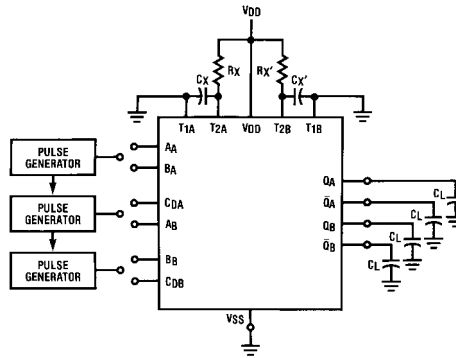 VDD
CX RX RX' CX'
T1A T2A VDD T2B T1B
PULSE GENERATOR
PULSE GENERATOR
PULSE GENERATOR
AA
BA
CDA
AB
BB
CDB
QA
Q̅A
QB
Q̅B
CL
CL
CL
CL
VSS